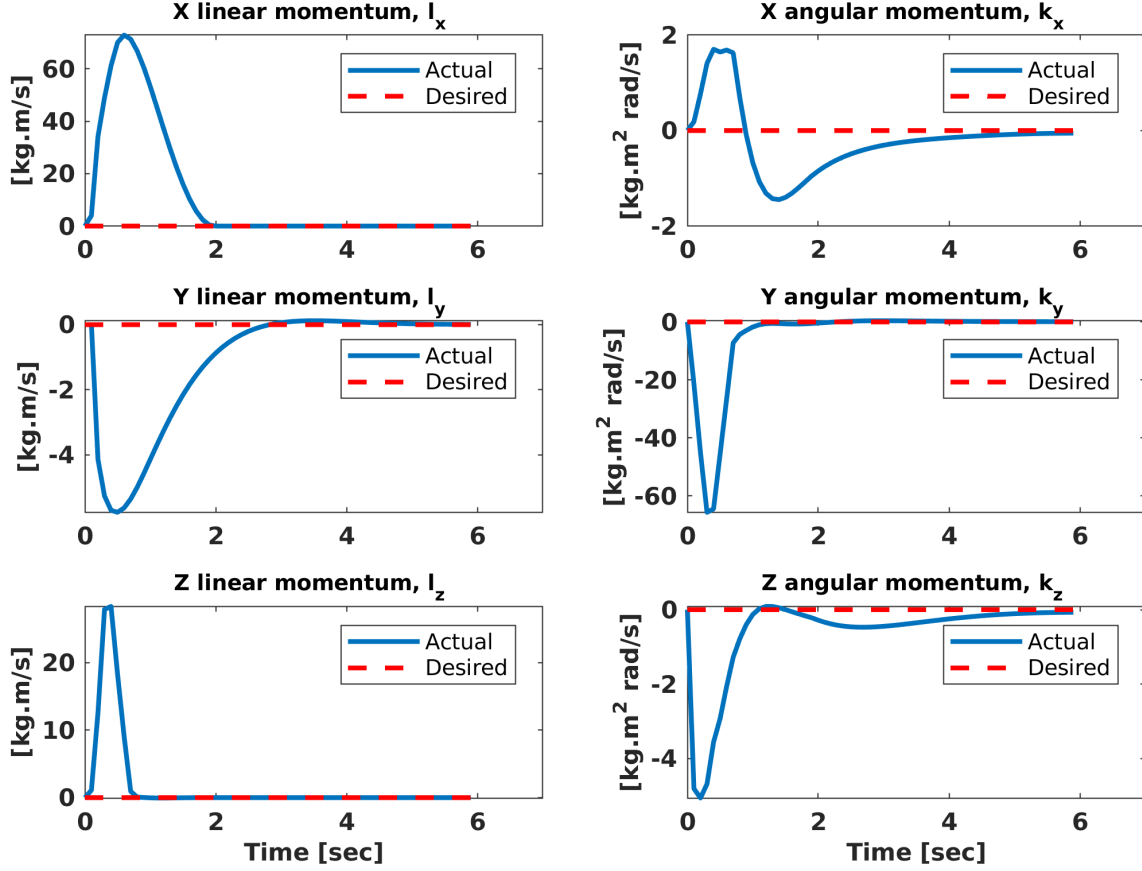 X linear momentum, l_x
[kg.m/s]
60
40
20
0
0 2 4 6
Actual
Desired
X angular momentum, k_x
[kg.m² rad/s]
2
0
-2
0 2 4 6
Actual
Desired
Y linear momentum, l_y
[kg.m/s]
0
-2
-4
0 2 4 6
Actual
Desired
Y angular momentum, k_y
[kg.m² rad/s]
0
-20
-40
-60
0 2 4 6
Actual
Desired
Z linear momentum, l_z
[kg.m/s]
20
10
0
0 2 4 6
Actual
Desired
Time [sec]
Z angular momentum, k_z
[kg.m² rad/s]
0
-2
-4
0 2 4 6
Actual
Desired
Time [sec]